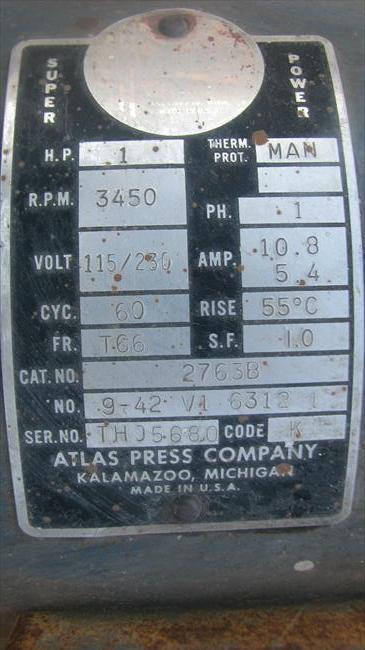 SUPER POWER
H.P. 1 THERM. PROT. MAN
R.P.M. 3450 PH. 1
VOLT 115/230 AMP. 10.8 5.4
CYC. 60 RISE 55°C
FR. T66 S.F. 1.0
CAT. NO. 2763B
NO. 9-42 V1 6312 1
SER. NO. THJ5680 CODE K
ATLAS PRESS COMPANY
KALAMAZOO, MICHIGAN
MADE IN U.S.A.